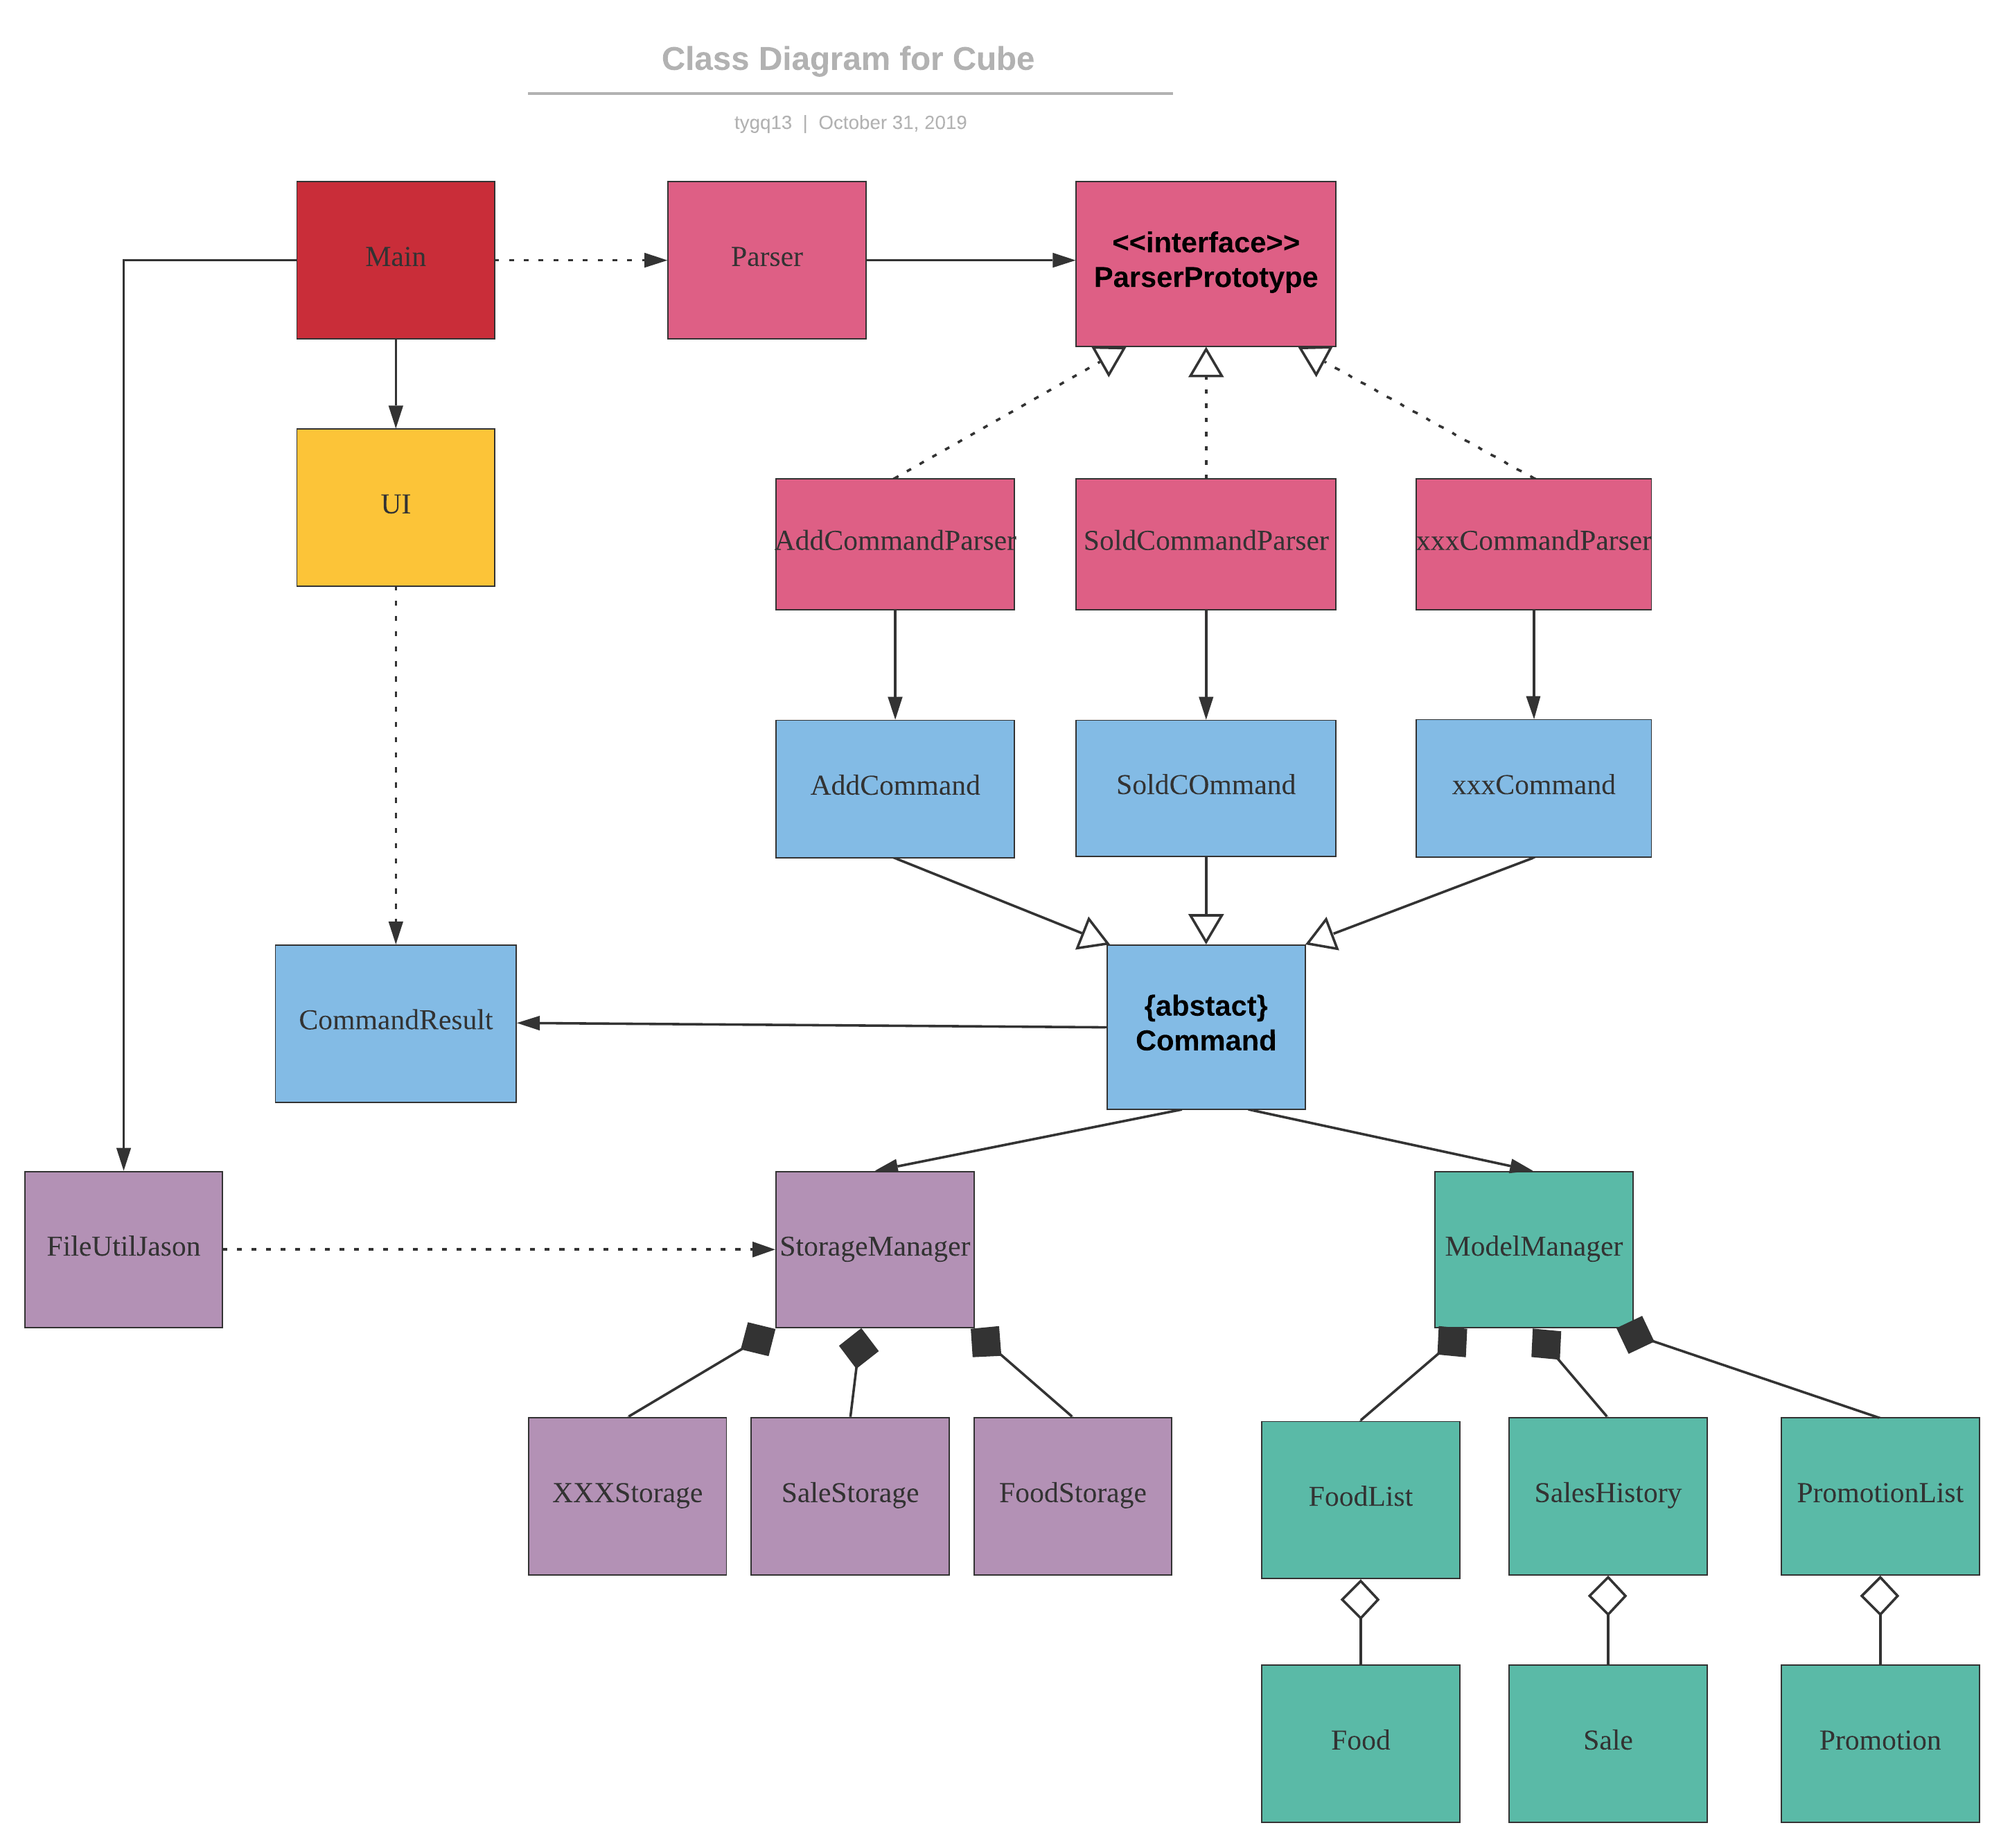 Class Diagram for Cube
tygq13 | October 31, 2019
Main
Parser
<<interface>>
ParserPrototype
UI
AddCommandParser
SoldCommandParser
xxxCommandParser
AddCommand
SoldCOmmand
xxxCommand
CommandResult
{abstact}
Command
FileUtilJason
StorageManager
ModelManager
XXXStorage
SaleStorage
FoodStorage
FoodList
SalesHistory
PromotionList
Food
Sale
Promotion